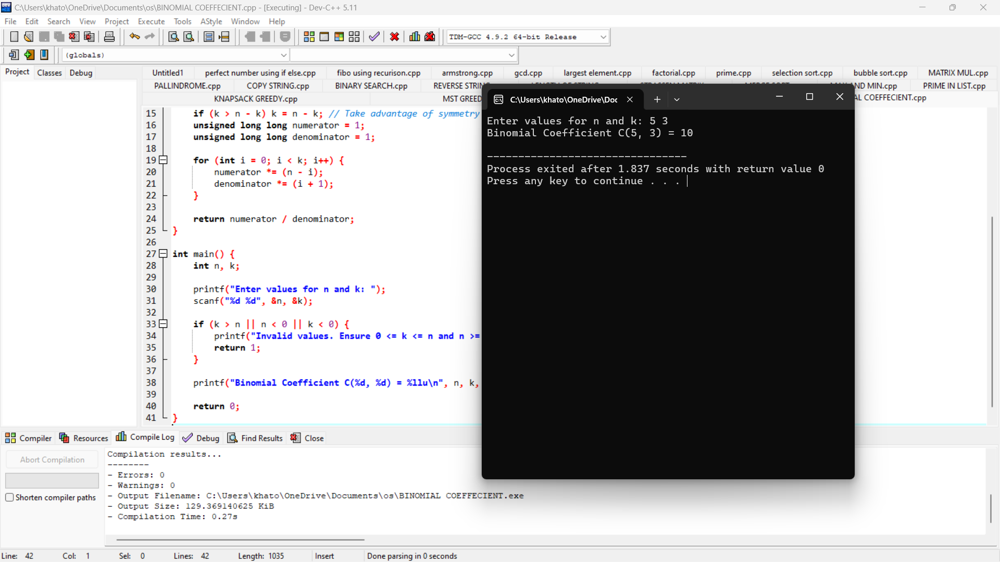 C:\Users\khato\OneDrive\Documents\os\BINOMIAL COEFFECIENT.cpp - [Executing] - Dev-C++ 5.11
File Edit Search View Project Execute Tools AStyle Window Help
TDM-GCC 4.9.2 64-bit Release
(globals)
Project Classes Debug
Untitled1 perfect number using if else.cpp fibo using recurison.cpp armstrong.cpp gcd.cpp largest element.cpp factorial.cpp prime.cpp selection sort.cpp bubble sort.cpp MATRIX MUL.cpp
PALLINDROME.cpp COPY STRING.cpp BINARY SEARCH.cpp REVERSE STRING ND MIN.cpp PRIME IN LIST.cpp
KNAPSACK GREEDY.cpp MST GREED AL COEFFECIENT.cpp
15 if (k > n - k) k = n - k; // Take advantage of symmetry
16 unsigned long long numerator = 1;
17 unsigned long long denominator = 1;
18
19 for (int i = 0; i < k; i++) {
20 numerator *= (n - i);
21 denominator *= (i + 1);
22 }
23
24 return numerator / denominator;
25 }
26
27 int main() {
28 int n, k;
29
30 printf("Enter values for n and k: ");
31 scanf("%d %d", &n, &k);
32
33 if (k > n || n < 0 || k < 0) {
34 printf("Invalid values. Ensure 0 <= k <= n and n >=
35 return 1;
36 }
37
38 printf("Binomial Coefficient C(%d, %d) = %llu\n", n, k,
39
40 return 0;
41 }
C:\Users\khato\OneDrive\Doc
Enter values for n and k: 5 3
Binomial Coefficient C(5, 3) = 10
--------------------------------
Process exited after 1.837 seconds with return value 0
Press any key to continue . . .
Compiler Resources Compile Log Debug Find Results Close
Abort Compilation
Shorten compiler paths
Compilation results...
--------
- Errors: 0
- Warnings: 0
- Output Filename: C:\Users\khato\OneDrive\Documents\os\BINOMIAL COEFFECIENT.exe
- Output Size: 129.369140625 KiB
- Compilation Time: 0.27s
Line: 42 Col: 1 Sel: 0 Lines: 42 Length: 1035 Insert Done parsing in 0 seconds